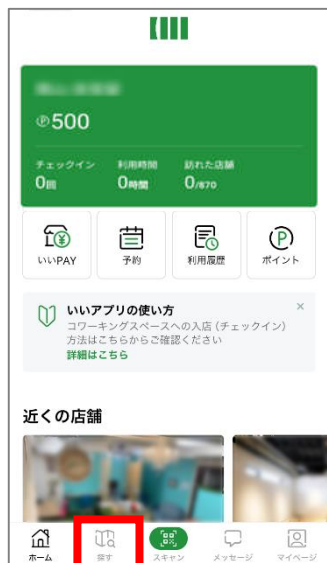 Ⓟ500
チェックイン 利用時間 訪れた店舗
0回 0時間 0/870
いいPAY 予約 利用履歴 ポイント
いいアプリの使い方 ×
コワーキングスペースへの入店(チェックイン)
方法はこちらからご確認ください
詳細はこちら
近くの店舗
ホーム 探す スキャン メッセージ マイページ